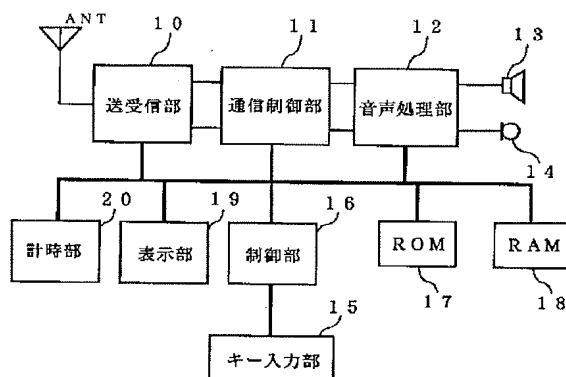 ANT
10
11
12
13
送受信部
通信制御部
音声処理部
14
20
19
16
計時部
表示部
制御部
ROM
RAM
17
18
15
キー入力部